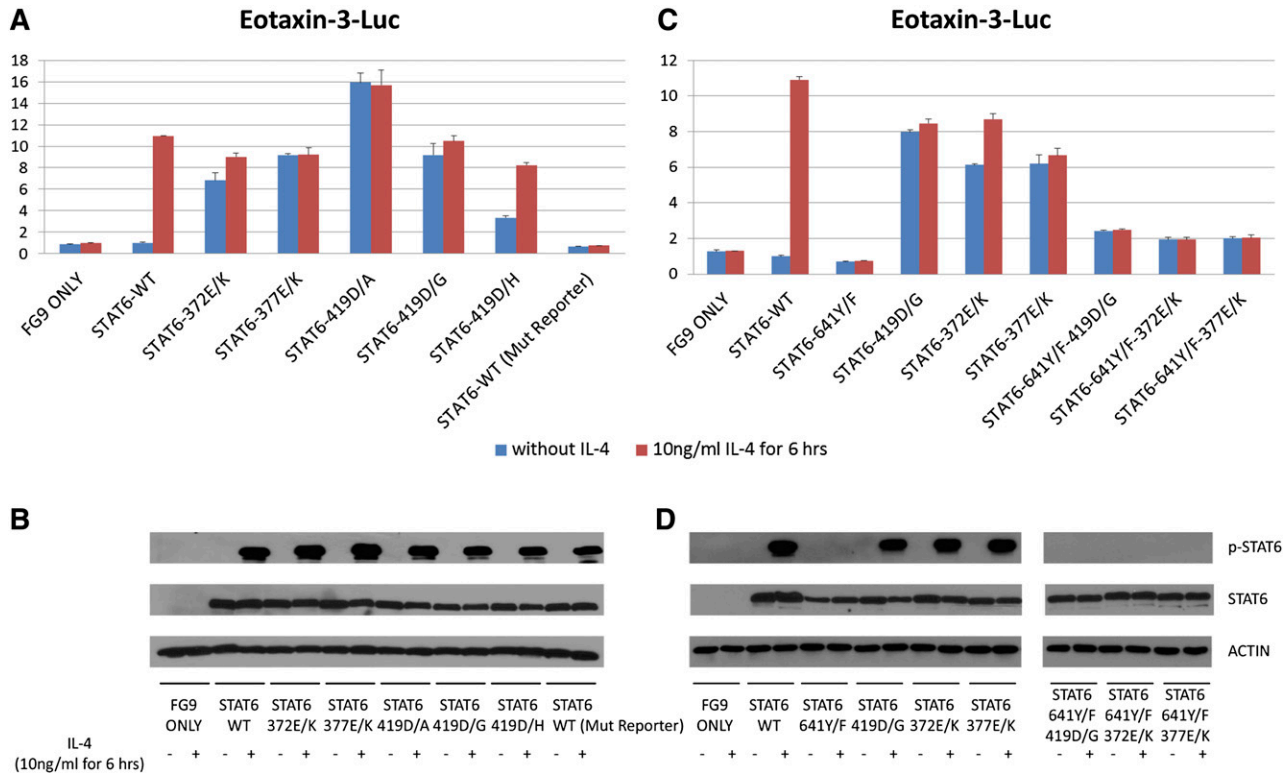 A
Eotaxin-3-Luc
18
16
14
12
10
8
6
4
2
0
FG9 ONLY
STAT6-WT
STAT6-372E/K
STAT6-377E/K
STAT6-419D/A
STAT6-419D/G
STAT6-419D/H
STAT6-WT (Mut Reporter)
C
Eotaxin-3-Luc
12
10
8
6
4
2
0
FG9 ONLY
STAT6-WT
STAT6-641Y/F
STAT6-419D/G
STAT6-372E/K
STAT6-377E/K
STAT6-641Y/F-419D/G
STAT6-641Y/F-372E/K
STAT6-641Y/F-377E/K
without IL-4 10ng/ml IL-4 for 6 hrs
B
FG9 STAT6 STAT6 STAT6 STAT6 STAT6 STAT6 STAT6
ONLY WT 372E/K 377E/K 419D/A 419D/G 419D/H WT (Mut Reporter)
IL-4
(10ng/ml for 6 hrs)
- + - + - + - + - + - + - + - +
D
p-STAT6
STAT6
ACTIN
FG9 STAT6 STAT6 STAT6 STAT6 STAT6
ONLY WT 641Y/F 419D/G 372E/K 377E/K
- + - + - + - + - + - +
STAT6 STAT6 STAT6
641Y/F 641Y/F 641Y/F
419D/G 372E/K 377E/K
- + - + - +